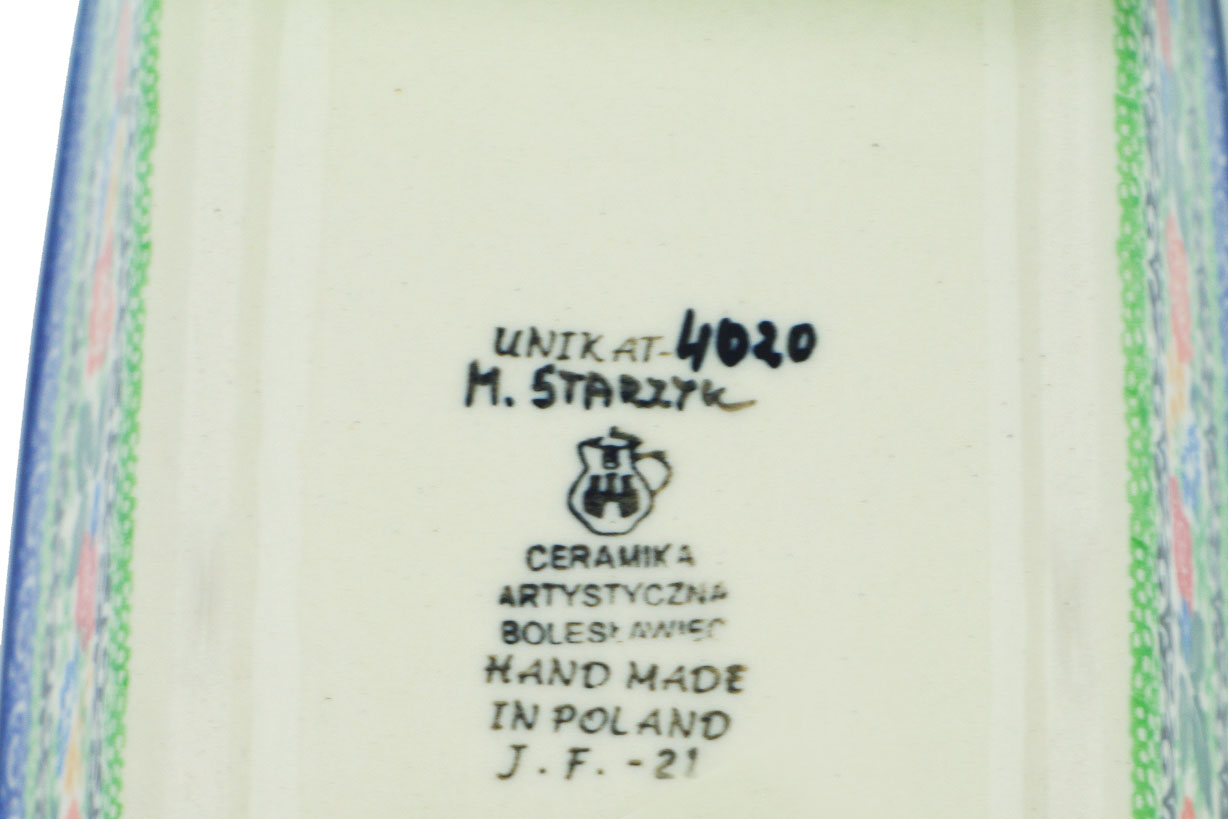 UNIKAT-4020
M. STARZYK
CERAMIKA
ARTYSTYCZNA
BOLESŁAWIEC
HAND MADE
IN POLAND
J.F.-21